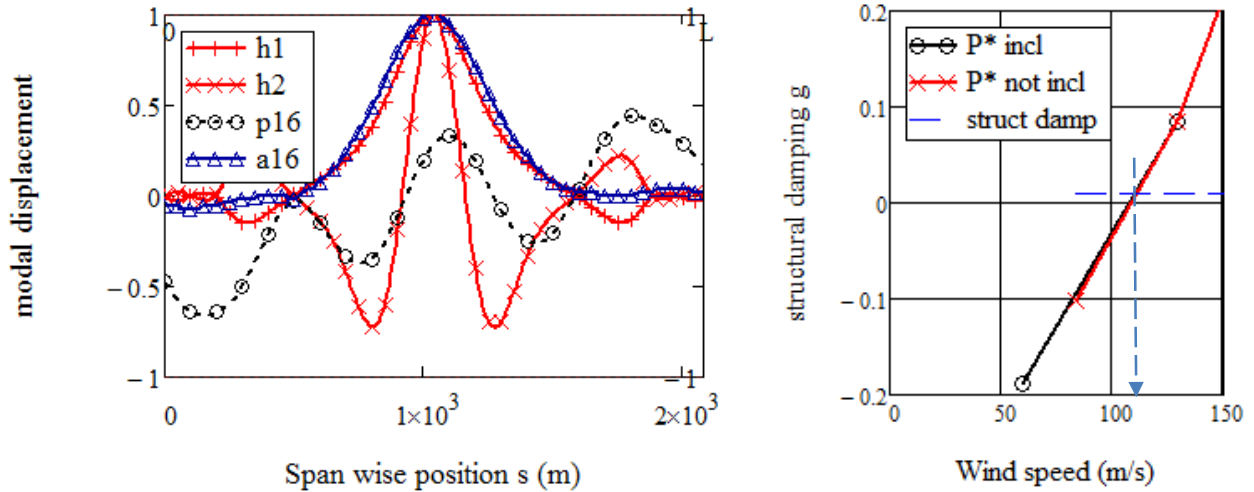 1
0.5
0
−0.5
−1
0
1
L
−1
h1
h2
p16
a16
0
1×10³
2×10³
modal displacement
Span wise position s (m)
0.2
0.1
0
−0.1
−0.2
P* incl
P* not incl
struct damp
0
50
100
150
structural damping g
Wind speed (m/s)